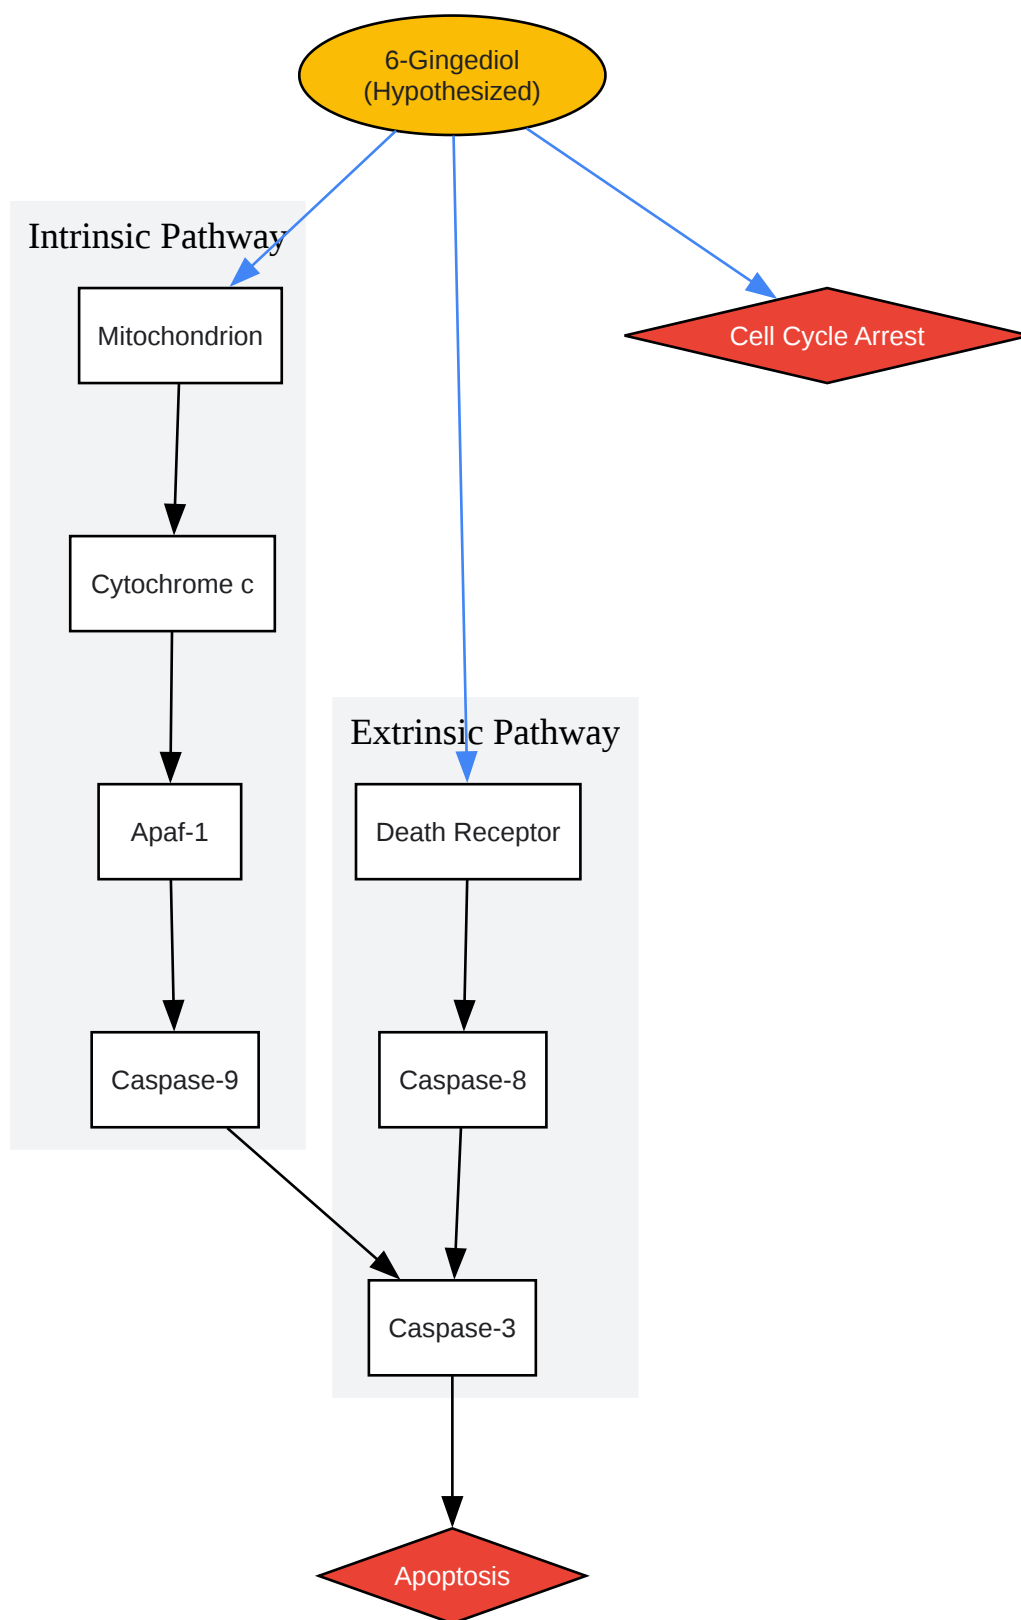 6-Gingediol
(Hypothesized)
Intrinsic Pathway
Mitochondrion
Cell Cycle Arrest
Cytochrome c
Extrinsic Pathway
Apaf-1
Death Receptor
Caspase-9
Caspase-8
Caspase-3
Apoptosis